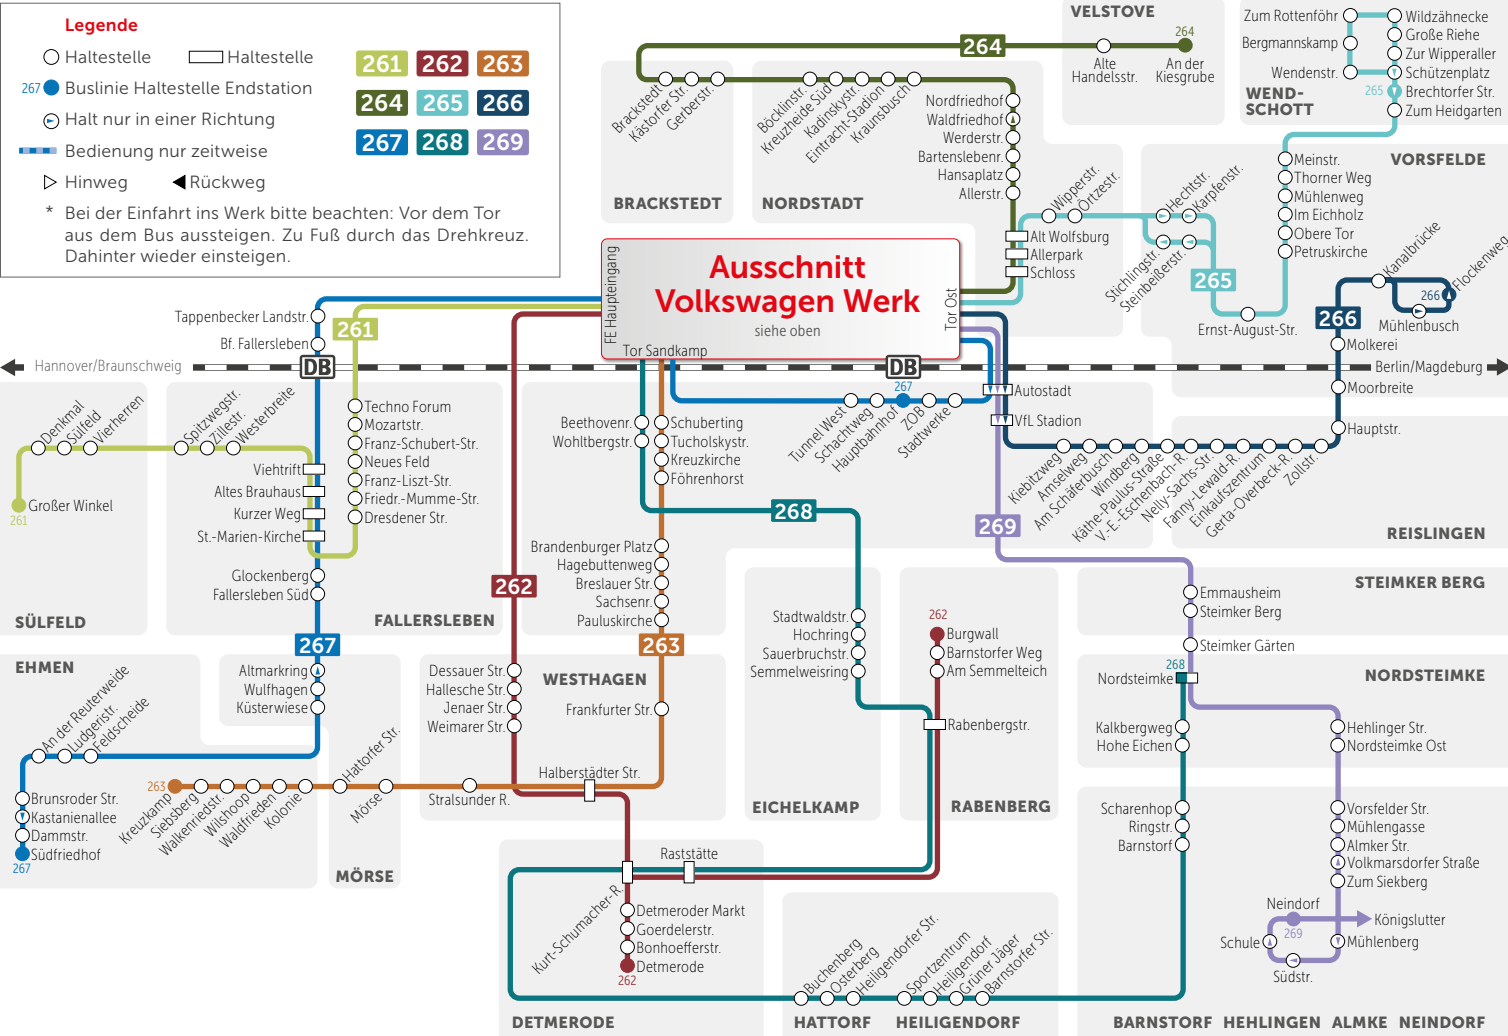 Legende
Haltestelle
Haltestelle
267 Buslinie Haltestelle Endstation
Halt nur in einer Richtung
Bedienung nur zeitweise
Hinweg
Rückweg
* Bei der Einfahrt ins Werk bitte beachten: Vor dem Tor
aus dem Bus aussteigen. Zu Fuß durch das Drehkreuz.
Dahinter wieder einsteigen.
261 262 263
264 265 266
267 268 269
VELSTOVE
264
264
Alte
Handelsstr.
An der
Kiesgrube
Brackstedt
Kästorfer Str.
Gerberstr.
BRACKSTEDT
Böcklinstr.
Kreuzheide Süd
Kadinkystr.
Eintracht-Stadion
Kraunsbusch
NORDSTADT
Nordfriedhof
Waldfriedhof
Werderstr.
Bartenslebenr.
Hansaplatz
Allerstr.
Alt Wolfsburg
Allerpark
Schloss
Zum Rottenföhr
Bergmannskamp
Wendenstr.
Wildzähnecke
Große Riehe
Zur Wipperaller
Schützenplatz
265
Brechtorfer Str.
Zum Heidgarten
WEND-
SCHOTT
Wipperstr.
Ortzestr.
Hechtstr.
Karpfenstr.
Stichlingstr.
Steinbeißerstr.
265
Ernst-August-Str.
VORSFELDE
Meinstr.
Thorner Weg
Mühlenweg
Im Eichholz
Obere Tor
Petruskirche
Kanalbrücke
Flockenweg
266
Mühlenbusch
266
Molkerei
Moorbreite
Hauptstr.
REISLINGEN
Ausschnitt
Volkswagen Werk
siehe oben
FE Haupteingang
Tor Ost
Tor Sandkamp
Hannover/Braunschweig
DB
DB
Berlin/Magdeburg
Tappenbecker Landstr.
Bf. Fallersleben
261
Denkmal
Sülfeld
Vierherren
Großer Winkel
261
SÜLFELD
Spitzwegstr.
Zillestr.
Westerbreite
Viehtrift
Altes Brauhaus
Kurzer Weg
St.-Marien-Kirche
Glockenberg
Fallersleben Süd
Techno Forum
Mozartstr.
Franz-Schubert-Str.
Neues Feld
Franz-Liszt-Str.
Friedr.-Mumme-Str.
Dresdener Str.
FALLERSLEBEN
267
Altmarkring
Wulfhagen
Küsterwiese
EHMEN
An der Reuterweide
Ludgeristr.
Feldscheide
Brunsroder Str.
Kastanienallee
Dammstr.
Südfriedhof
267
263
Kreuzkamp
Siebsberg
Walkenriedstr.
Wilshoop
Waldfrieden
Kolonie
Hattorfer Str.
Mörse
MÖRSE
Stralsunder R.
Halberstädter Str.
262
Dessauer Str.
Hallesche Str.
Jenaer Str.
Weimarer Str.
WESTHAGEN
Frankfurter Str.
263
Beethovenr.
Wohltbergstr.
Schuberting
Tucholskystr.
Kreuzkirche
Föhrenhorst
Brandenburger Platz
Hagebuttenweg
Breslauer Str.
Sachsenr.
Pauluskirche
Tunnel West
Schachtweg
Hauptbahnhof
267
ZOB
Stadtwerke
Autostadt
VfL Stadion
268
269
Kiebitzweg
Amselweg
Am Schäferbusch
Windberg
Käthe-Paulus-Straße
V.-E.-Eschenbach-R.
Nelly-Sachs-Str.
Fanny-Lewald-R.
Einkaufszentrum
Gerta-Overbeck-R.
Zollstr.
Stadtwaldstr.
Hochring
Sauerbruchstr.
Semmelweisring
EICHELKAMP
262
Burgwall
Barnstorfer Weg
Am Semmelteich
Rabenbergstr.
RABENBERG
STEIMKER BERG
Emmausheim
Steimker Berg
Steimker Gärten
268
Nordsteimke
NORDSTEIMKE
Kalkbergweg
Hohe Eichen
Hehlinger Str.
Nordsteimke Ost
Scharenhop
Ringstr.
Barnstorf
Vorsfelder Str.
Mühlengasse
Almker Str.
Volkmarsdorfer Straße
Zum Siekberg
Neindorf
269
Königslutter
Schule
Mühlenberg
Südstr.
Raststätte
Kurt-Schumacher-R.
Detmeroder Markt
Goerdelerstr.
Bonhoefferstr.
Detmerode
262
DETMERODE
Buchenberg
Osterberg
Heiligendorfer Str.
Sportzentrum
Heiligendorf
Grüner Jäger
Barnstorfer Str.
HATTORF
HEILIGENDORF
BARNSTORF
HEHLINGEN
ALMKE
NEINDORF